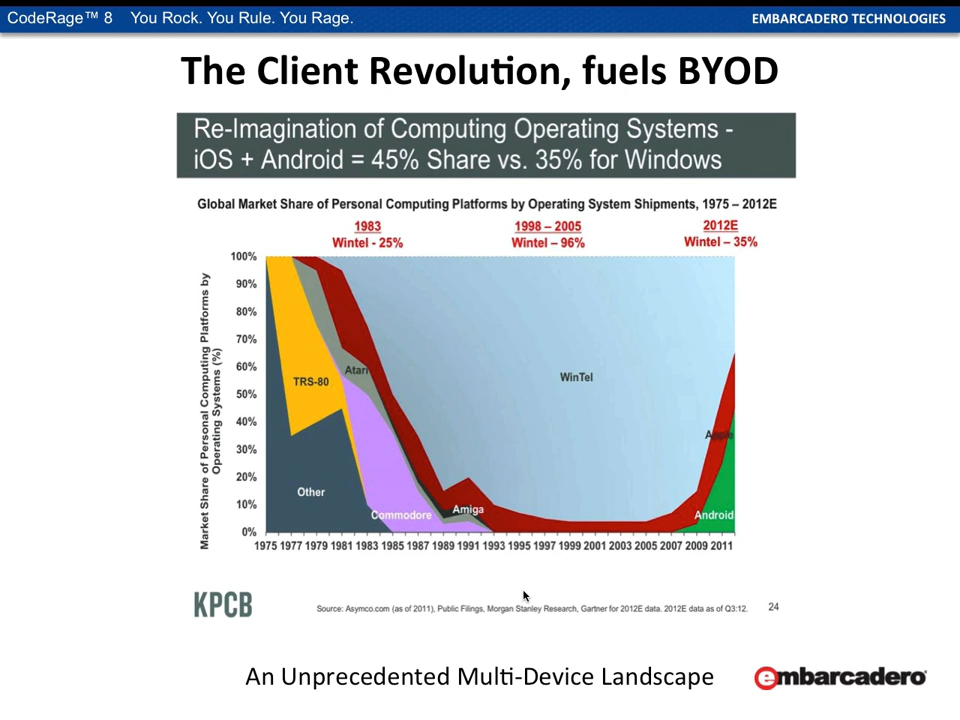 CodeRage™ 8 You Rock. You Rule. You Rage.
EMBARCADERO TECHNOLOGIES
The Client Revolution, fuels BYOD
Re-Imagination of Computing Operating Systems -
iOS + Android = 45% Share vs. 35% for Windows
Global Market Share of Personal Computing Platforms by Operating System Shipments, 1975 – 2012E
1983
Wintel - 25%
1998 – 2005
Wintel – 96%
2012E
Wintel – 35%
Market Share of Personal Computing Platforms by
Operating Systems (%)
100%
90%
80%
70%
60%
50%
40%
30%
20%
10%
0%
TRS-80
Atari
WinTel
Apple
Other
Commodore
Amiga
Android
1975 1977 1979 1981 1983 1985 1987 1989 1991 1993 1995 1997 1999 2001 2003 2005 2007 2009 2011
KPCB
Source: Asymco.com (as of 2011), Public Filings, Morgan Stanley Research, Gartner for 2012E data. 2012E data as of Q3:12.
24
An Unprecedented Multi-Device Landscape
embarcadero